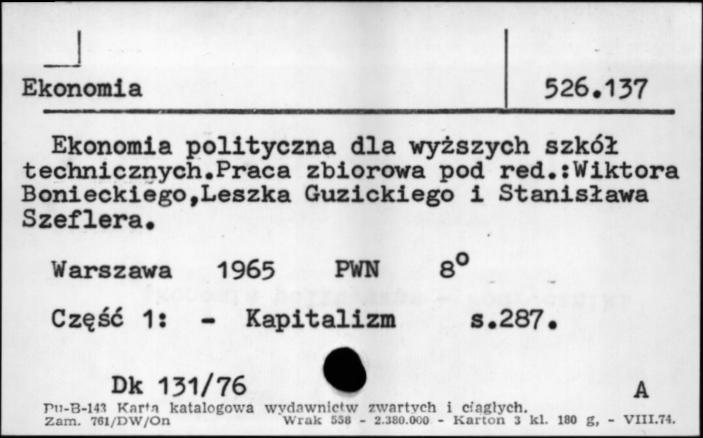 Ekonomia 526.137
Ekonomia polityczna dla wyższych szkół
technicznych.Praca zbiorowa pod red.:Wiktora
Bonieckiego,Leszka Guzickiego i Stanisława
Szeflera.
Warszawa 1965 PWN 8°
Część 1: - Kapitalizm s.287.
Dk 131/76 A
Pu-B-143 Karta katalogowa wydawnictw zwartych i ciągłych.
Zam. 761/DW/On Wrak 558 - 2.380.000 - Karton 3 kl. 180 g, - VIII.74.